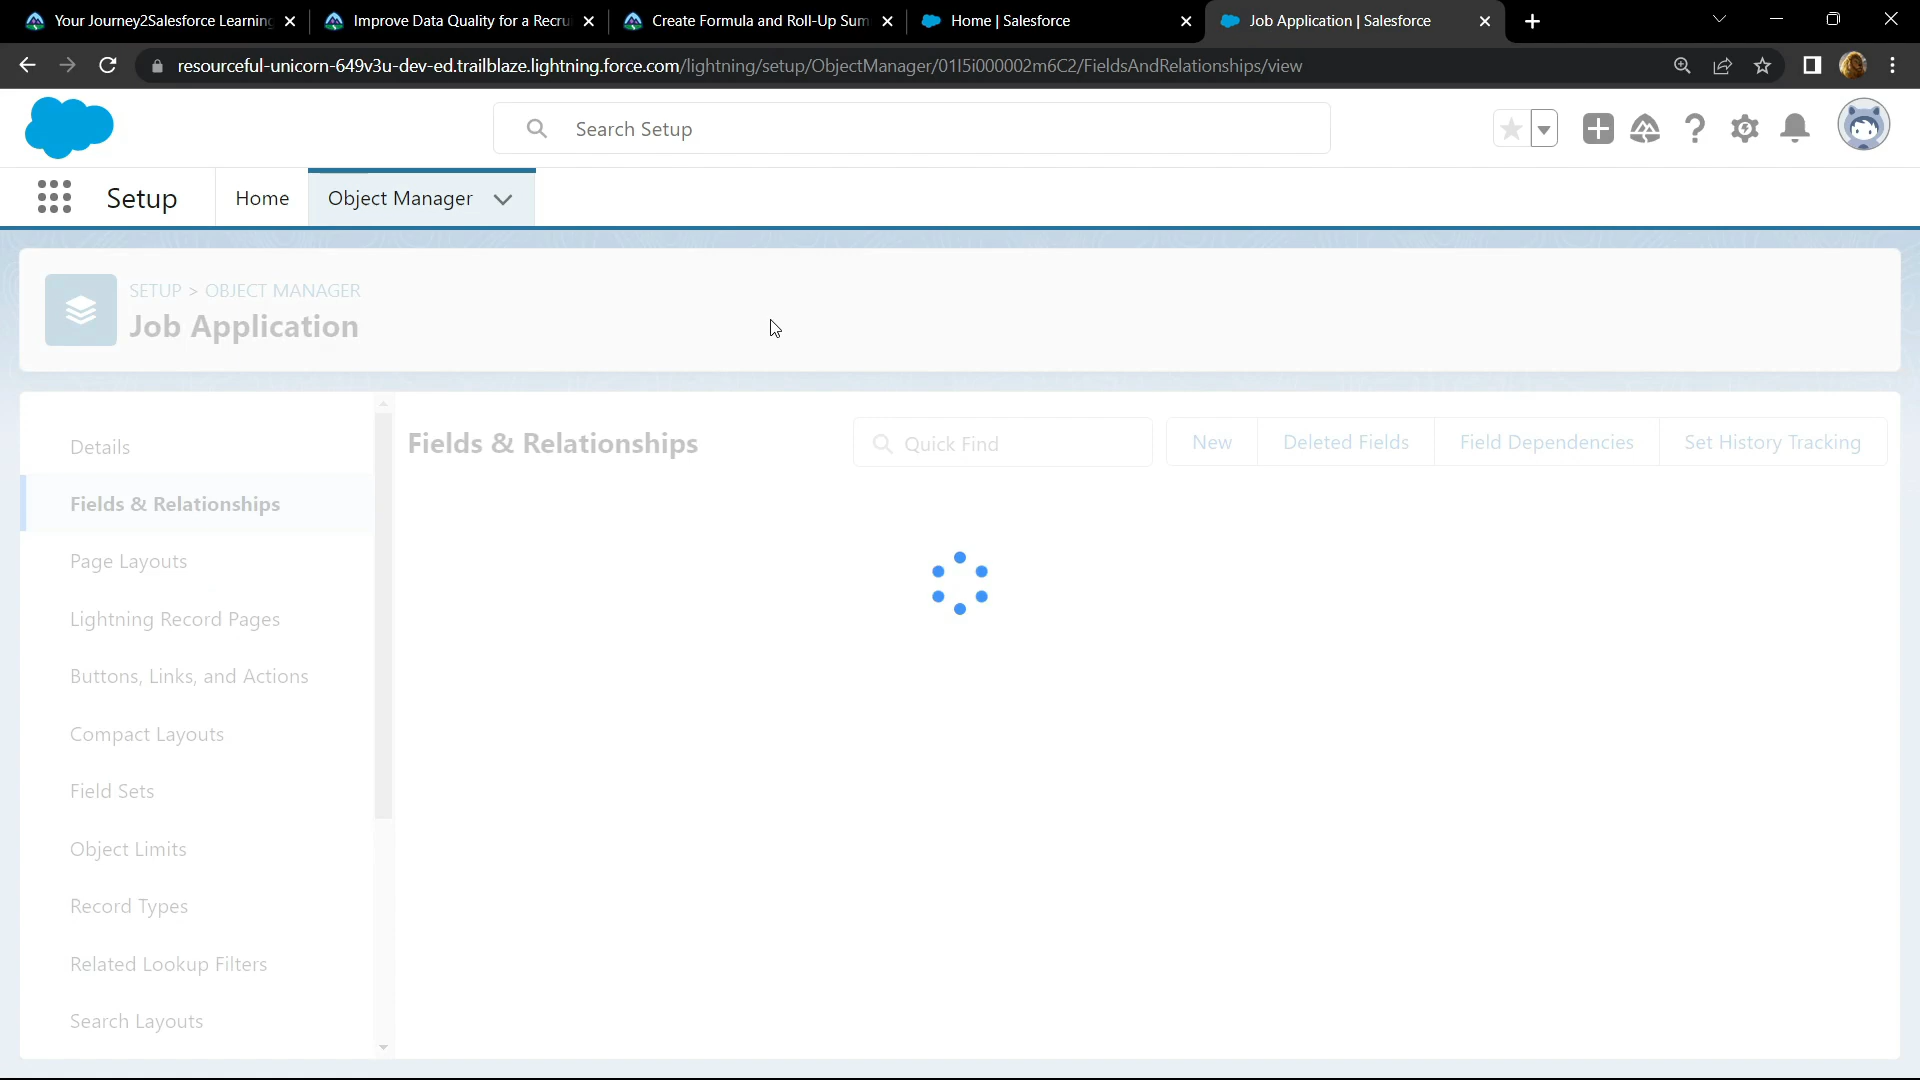 Your Journey2Salesforce Learning
Improve Data Quality for a Recru
Create Formula and Roll-Up Sum
Home | Salesforce
Job Application | Salesforce
resourceful-unicorn-649v3u-dev-ed.trailblaze.lightning.force.com/lightning/setup/ObjectManager/01I5i000002m6C2/FieldsAndRelationships/view
Search Setup
Setup
Home
Object Manager
SETUP > OBJECT MANAGER
Job Application
Details
Fields & Relationships
Page Layouts
Lightning Record Pages
Buttons, Links, and Actions
Compact Layouts
Field Sets
Object Limits
Record Types
Related Lookup Filters
Search Layouts
Fields & Relationships
Quick Find
New
Deleted Fields
Field Dependencies
Set History Tracking